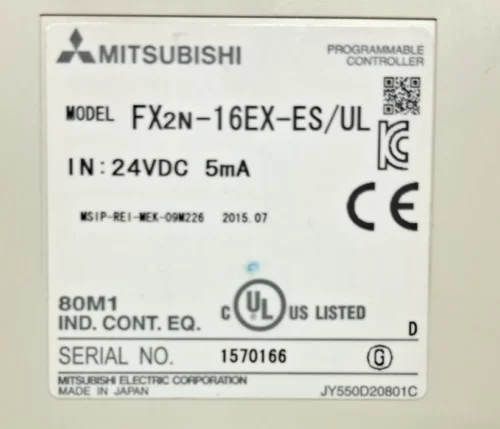 MITSUBISHI
PROGRAMMABLE
CONTROLLER
MODEL FX2N-16EX-ES/UL
IN:24VDC 5mA
MSIP-REI-MEK-09M226 2015.07
CE
80M1
IND. CONT. EQ.
C UL US LISTED
D
SERIAL NO. 1570166 G
MITSUBISHI ELECTRIC CORPORATION
MADE IN JAPAN
JY550D20801C